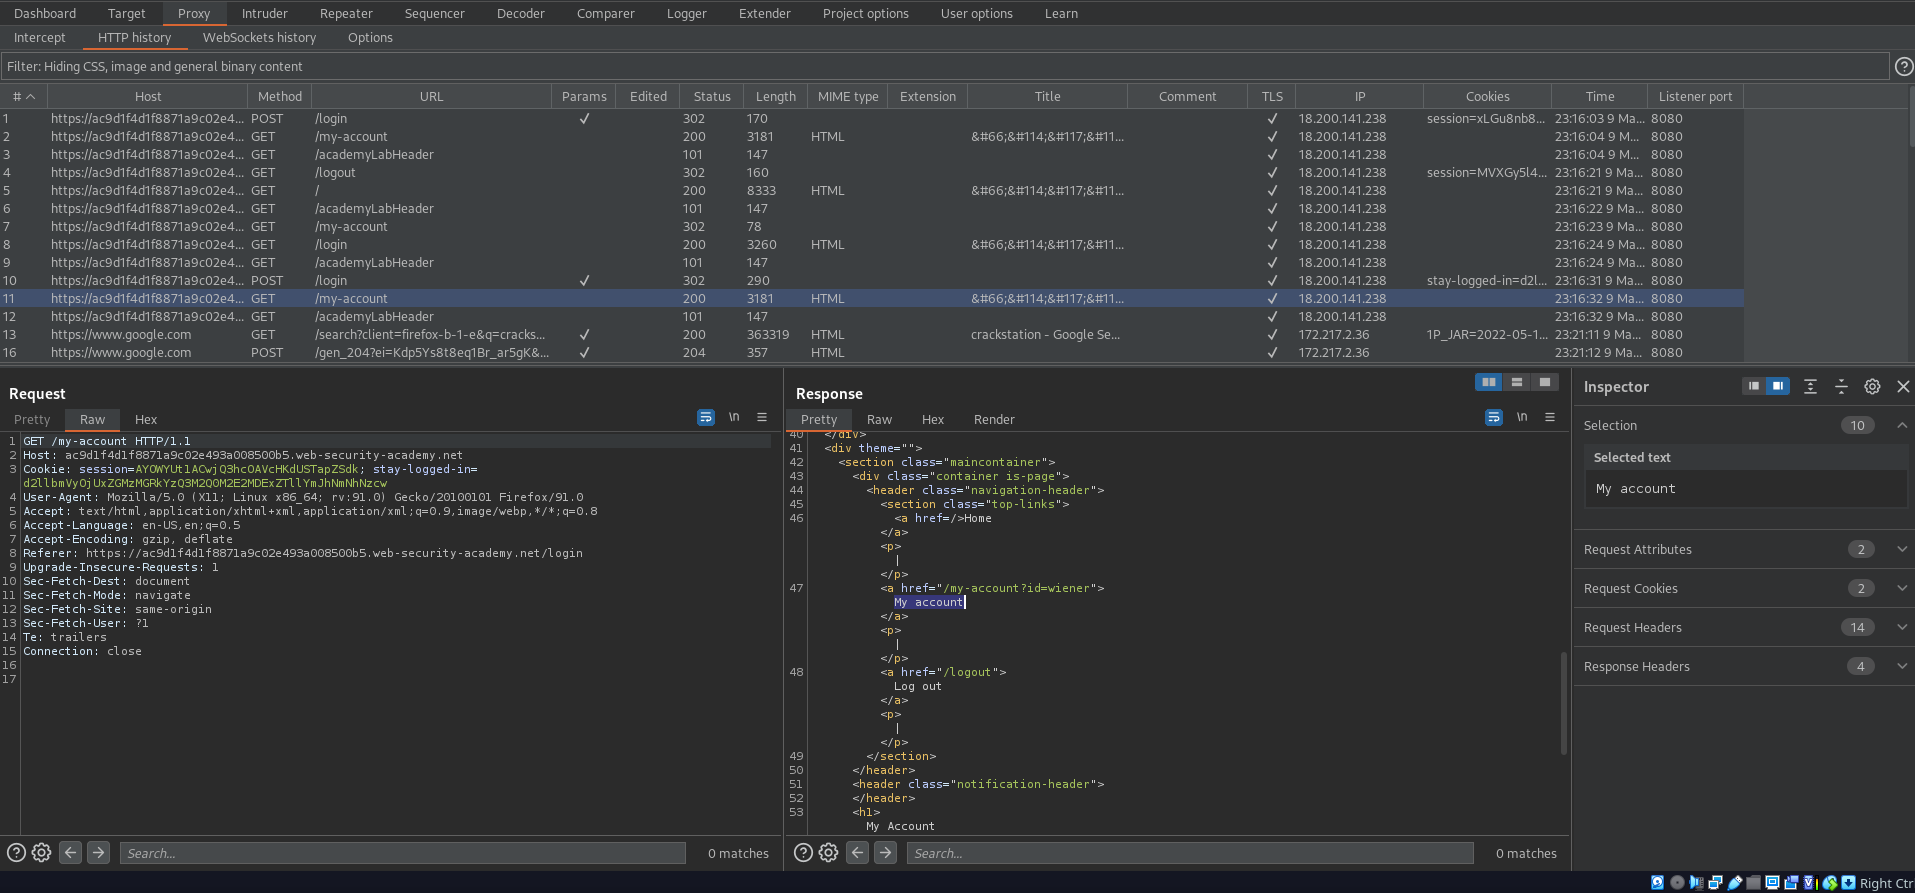 Dashboard Target Proxy Intruder Repeater Sequencer Decoder Comparer Logger Extender Project options User options Learn
Intercept HTTP history WebSockets history Options
Filter: Hiding CSS, image and general binary content
# Host Method URL Params Edited Status Length MIME type Extension Title Comment TLS IP Cookies Time Listener port
1 https://ac9d1f4d1f8871a9c02e4... POST /login ✓ 302 170 ✓ 18.200.141.238 session=xLGu8nb8... 23:16:03 9 Ma... 8080
2 https://ac9d1f4d1f8871a9c02e4... GET /my-account 200 3181 HTML &#66;&#114;&#117;&#11... ✓ 18.200.141.238 23:16:04 9 M... 8080
3 https://ac9d1f4d1f8871a9c02e4... GET /academyLabHeader 101 147 ✓ 18.200.141.238 23:16:04 9 M... 8080
4 https://ac9d1f4d1f8871a9c02e4... GET /logout 302 160 ✓ 18.200.141.238 session=MVXGy5l4... 23:16:21 9 Ma... 8080
5 https://ac9d1f4d1f8871a9c02e4... GET / 200 8333 HTML &#66;&#114;&#117;&#11... ✓ 18.200.141.238 23:16:21 9 Ma... 8080
6 https://ac9d1f4d1f8871a9c02e4... GET /academyLabHeader 101 147 ✓ 18.200.141.238 23:16:22 9 Ma... 8080
7 https://ac9d1f4d1f8871a9c02e4... GET /my-account 302 78 ✓ 18.200.141.238 23:16:23 9 Ma... 8080
8 https://ac9d1f4d1f8871a9c02e4... GET /login 200 3260 HTML &#66;&#114;&#117;&#11... ✓ 18.200.141.238 23:16:24 9 Ma... 8080
9 https://ac9d1f4d1f8871a9c02e4... GET /academyLabHeader 101 147 ✓ 18.200.141.238 23:16:24 9 Ma... 8080
10 https://ac9d1f4d1f8871a9c02e4... POST /login ✓ 302 290 ✓ 18.200.141.238 stay-logged-in=d2l... 23:16:31 9 Ma... 8080
11 https://ac9d1f4d1f8871a9c02e4... GET /my-account 200 3181 HTML &#66;&#114;&#117;&#11... ✓ 18.200.141.238 23:16:32 9 Ma... 8080
12 https://ac9d1f4d1f8871a9c02e4... GET /academyLabHeader 101 147 ✓ 18.200.141.238 23:16:32 9 Ma... 8080
13 https://www.google.com GET /search?client=firefox-b-1-e&q=cracks... ✓ 200 363319 HTML crackstation - Google Se... ✓ 172.217.2.36 1P_JAR=2022-05-1... 23:21:11 9 Ma... 8080
16 https://www.google.com POST /gen_204?ei=Kdp5Ys8t8eq1Br_ar5gK&... ✓ 204 357 HTML ✓ 172.217.2.36 23:21:12 9 Ma... 8080
Request
Pretty Raw Hex \n
1 GET /my-account HTTP/1.1
2 Host: ac9d1f4d1f8871a9c02e493a008500b5.web-security-academy.net
3 Cookie: session=AYOWYUt1ACwjQ3hcOAVcHKdUSTapZSdk; stay-logged-in=
d2llbmVyOjUxZGMzMGRkYzQ3M2Q0M2E2MDExZTllYmJhNmNhNzcw
4 User-Agent: Mozilla/5.0 (X11; Linux x86_64; rv:91.0) Gecko/20100101 Firefox/91.0
5 Accept: text/html,application/xhtml+xml,application/xml;q=0.9,image/webp,*/*;q=0.8
6 Accept-Language: en-US,en;q=0.5
7 Accept-Encoding: gzip, deflate
8 Referer: https://ac9d1f4d1f8871a9c02e493a008500b5.web-security-academy.net/login
9 Upgrade-Insecure-Requests: 1
10 Sec-Fetch-Dest: document
11 Sec-Fetch-Mode: navigate
12 Sec-Fetch-Site: same-origin
13 Sec-Fetch-User: ?1
14 Te: trailers
15 Connection: close
16
17
Search... 0 matches
Response
Pretty Raw Hex Render \n
40 </div>
41 <div theme="">
42 <section class="maincontainer">
43 <div class="container is-page">
44 <header class="navigation-header">
45 <section class="top-links">
46 <a href=/>Home
</a>
<p>
|
</p>
47 <a href="/my-account?id=wiener">
My account
</a>
<p>
|
</p>
48 <a href="/logout">
Log out
</a>
<p>
|
</p>
49 </section>
50 </header>
51 <header class="notification-header">
52 </header>
53 <h1>
My Account
Search... 0 matches
Inspector
Selection 10
Selected text
My account
Request Attributes 2
Request Cookies 2
Request Headers 14
Response Headers 4
Right Ctr